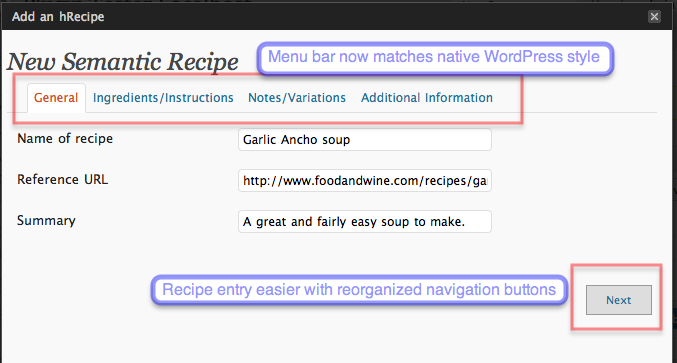 Add an hRecipe
New Semantic Recipe
Menu bar now matches native WordPress style
General Ingredients/Instructions Notes/Variations Additional Information
Name of recipe Garlic Ancho soup
Reference URL http://www.foodandwine.com/recipes/ga
Summary A great and fairly easy soup to make.
Recipe entry easier with reorganized navigation buttons
Next